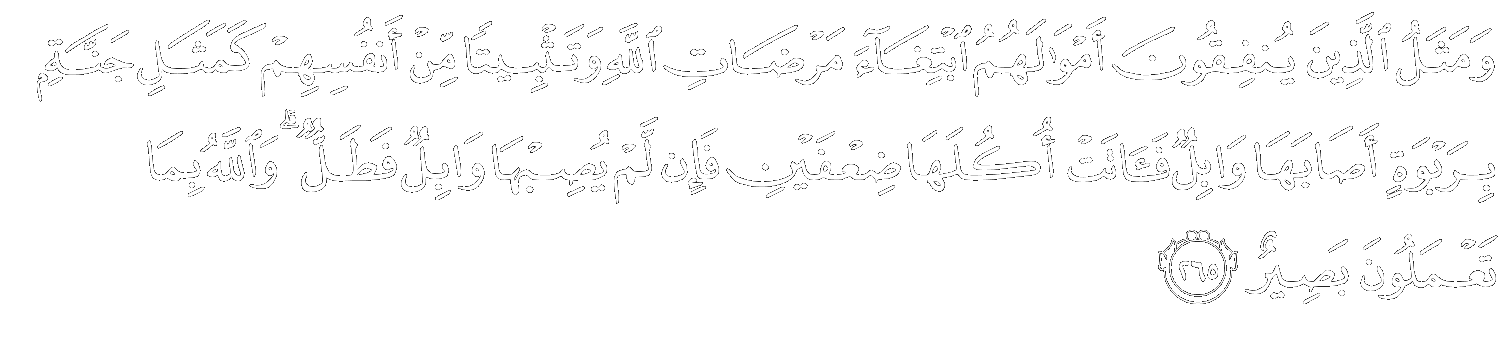 وَمَثَلُ ٱلَّذِينَ يُنفِقُونَ أَمْوَٰلَهُمُ ٱبْتِغَآءَ مَرْضَاتِ ٱللَّهِ وَتَثْبِيتًا مِّنْ أَنفُسِهِمْ كَمَثَلِ جَنَّةٍۭ
بِرَبْوَةٍ أَصَابَهَا وَابِلٌ فَـَٔاتَتْ أُكُلَهَا ضِعْفَيْنِ فَإِن لَّمْ يُصِبْهَا وَابِلٌ فَطَلٌّ ۗ وَٱللَّهُ بِمَا
تَعْمَلُونَ بَصِيرٌ ٢٦٥